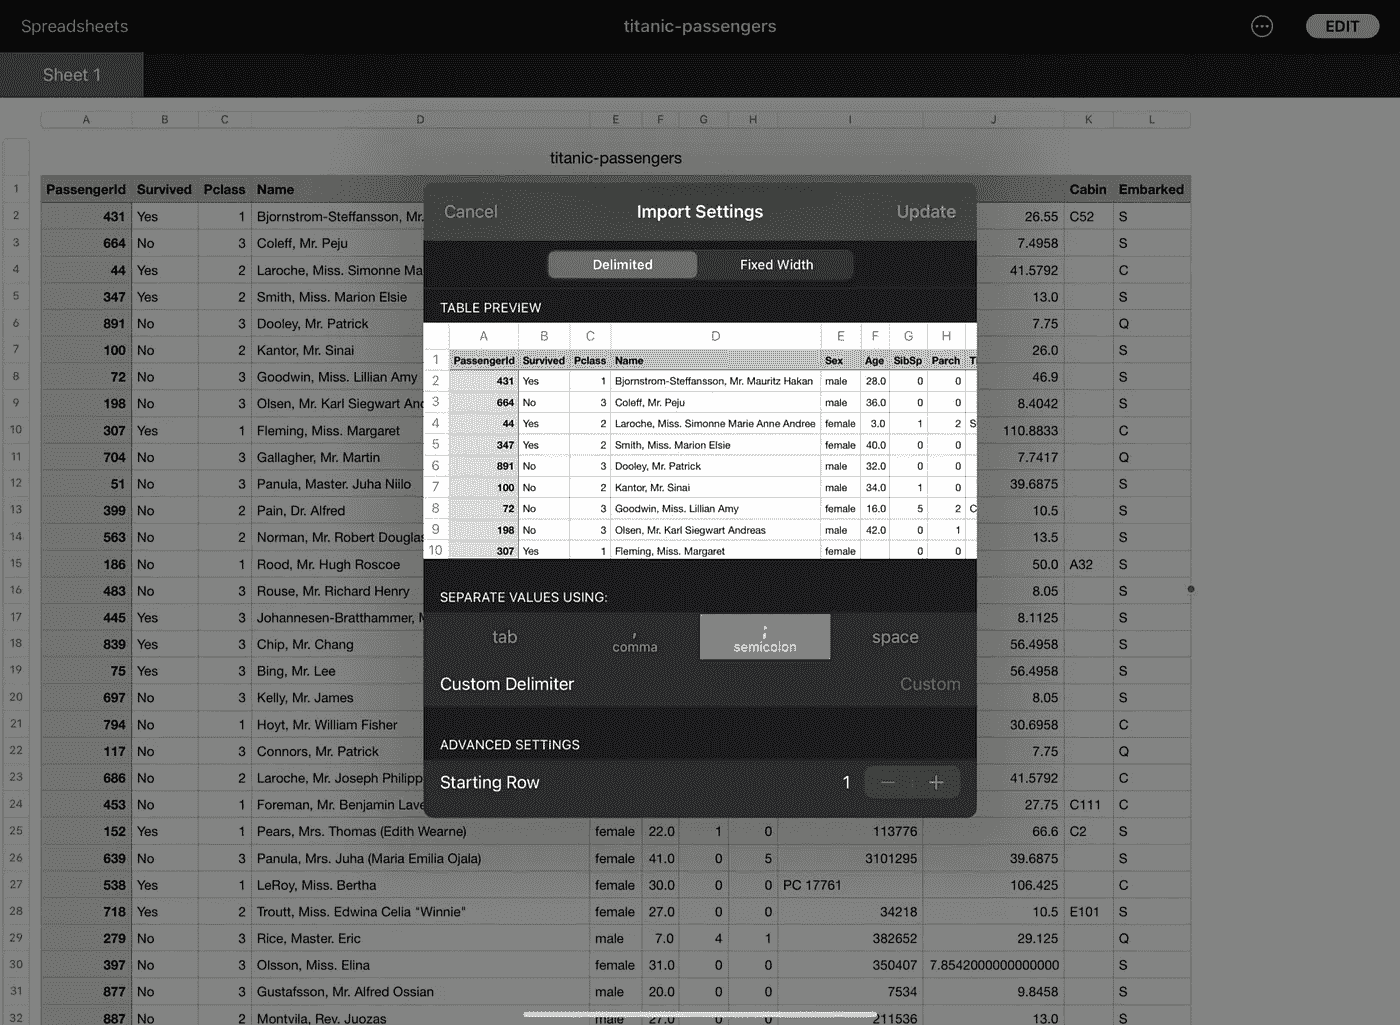 Spreadsheets titanic-passengers EDIT
Sheet 1
A B C D E F G H I J K L
titanic-passengers
1 PassengerId Survived Pclass Name Cabin Embarked
2 431 Yes 1 Bjornstrom-Steffansson, Mr. 26.55 C52 S
3 664 No 3 Coleff, Mr. Peju 7.4958 S
4 44 Yes 2 Laroche, Miss. Simonne Ma 41.5792 C
5 347 Yes 2 Smith, Miss. Marion Elsie 13.0 S
6 891 No 3 Dooley, Mr. Patrick 7.75 Q
7 100 No 2 Kantor, Mr. Sinai 26.0 S
8 72 No 3 Goodwin, Miss. Lillian Amy 46.9 S
9 198 No 3 Olsen, Mr. Karl Siegwart An 8.4042 S
10 307 Yes 1 Fleming, Miss. Margaret 110.8833 C
11 704 No 3 Gallagher, Mr. Martin 7.7417 Q
12 51 No 3 Panula, Master. Juha Niilo 39.6875 S
13 399 No 2 Pain, Dr. Alfred 10.5 S
14 563 No 2 Norman, Mr. Robert Douglas 13.5 S
15 186 No 1 Rood, Mr. Hugh Roscoe 50.0 A32 S
16 483 No 3 Rouse, Mr. Richard Henry 8.05 S
17 445 Yes 3 Johannesen-Bratthammer, 8.1125 S
18 839 Yes 3 Chip, Mr. Chang 56.4958 S
19 75 Yes 3 Bing, Mr. Lee 56.4958 S
20 697 No 3 Kelly, Mr. James 8.05 S
21 794 No 1 Hoyt, Mr. William Fisher 30.6958 C
22 117 No 3 Connors, Mr. Patrick 7.75 Q
23 686 No 2 Laroche, Mr. Joseph Philipp 41.5792 C
24 453 No 1 Foreman, Mr. Benjamin Lave 27.75 C111 C
25 152 Yes 1 Pears, Mrs. Thomas (Edith Wearne) female 22.0 1 0 113776 66.6 C2 S
26 639 No 3 Panula, Mrs. Juha (Maria Emilia Ojala) female 41.0 0 5 3101295 39.6875 S
27 538 Yes 1 LeRoy, Miss. Bertha female 30.0 0 0 PC 17761 106.425 C
28 718 Yes 2 Troutt, Miss. Edwina Celia "Winnie" female 27.0 0 0 34218 10.5 E101 S
29 279 No 3 Rice, Master. Eric male 7.0 4 1 382652 29.125 Q
30 397 No 3 Olsson, Miss. Elina female 31.0 0 0 350407 7.8542000000000000 S
31 877 No 3 Gustafsson, Mr. Alfred Ossian male 20.0 0 0 7534 9.8458 S
32 887 No 2 Montvila, Rev. Juozas male 27.0 0 0 211536 13.0 S
Cancel Import Settings Update
Delimited Fixed Width
TABLE PREVIEW
A B C D E F G H
1 PassengerId Survived Pclass Name Sex Age SibSp Parch T
2 431 Yes 1 Bjornstrom-Steffansson, Mr. Mauritz Hakan male 28.0 0 0
3 664 No 3 Coleff, Mr. Peju male 36.0 0 0
4 44 Yes 2 Laroche, Miss. Simonne Marie Anne Andree female 3.0 1 2 S
5 347 Yes 2 Smith, Miss. Marion Elsie female 40.0 0 0
6 891 No 3 Dooley, Mr. Patrick male 32.0 0 0
7 100 No 2 Kantor, Mr. Sinai male 34.0 1 0
8 72 No 3 Goodwin, Miss. Lillian Amy female 16.0 5 2 C
9 198 No 3 Olsen, Mr. Karl Siegwart Andreas male 42.0 0 1
10 307 Yes 1 Fleming, Miss. Margaret female 0 0
SEPARATE VALUES USING:
tab , comma ; semicolon space
Custom Delimiter Custom
ADVANCED SETTINGS
Starting Row 1 − +